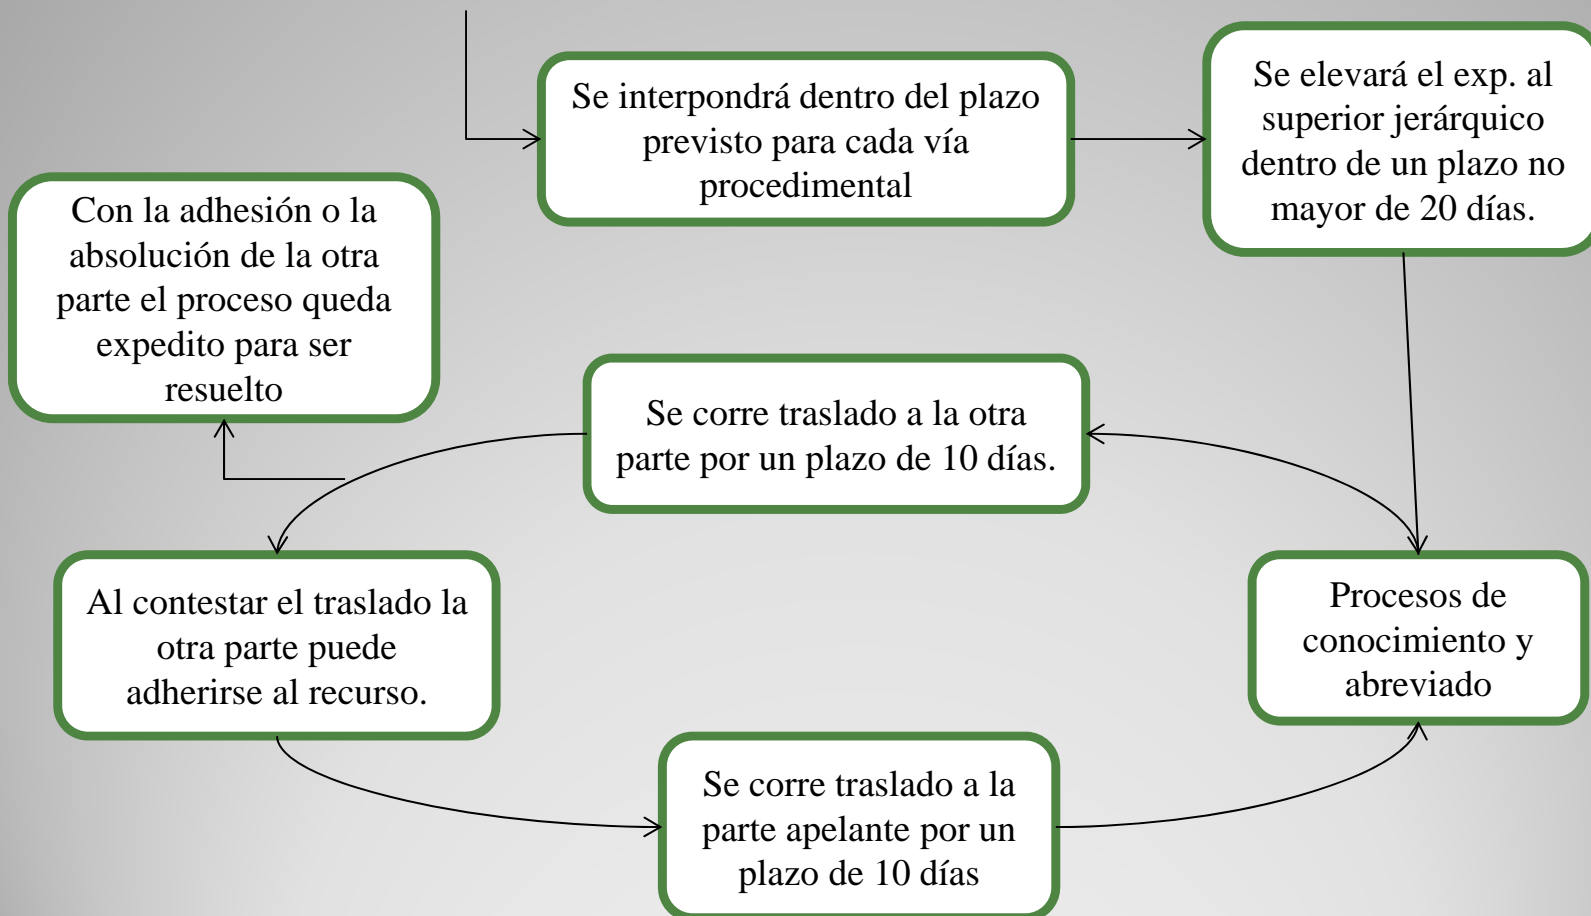 Se interpondrá dentro del plazo
previsto para cada vía
procedimental
Se elevará el exp. al
superior jerárquico
dentro de un plazo no
mayor de 20 días.
Con la adhesión o la
absolución de la otra
parte el proceso queda
expedito para ser
resuelto
Se corre traslado a la otra
parte por un plazo de 10 días.
Al contestar el traslado la
otra parte puede
adherirse al recurso.
Procesos de
conocimiento y
abreviado
Se corre traslado a la
parte apelante por un
plazo de 10 días